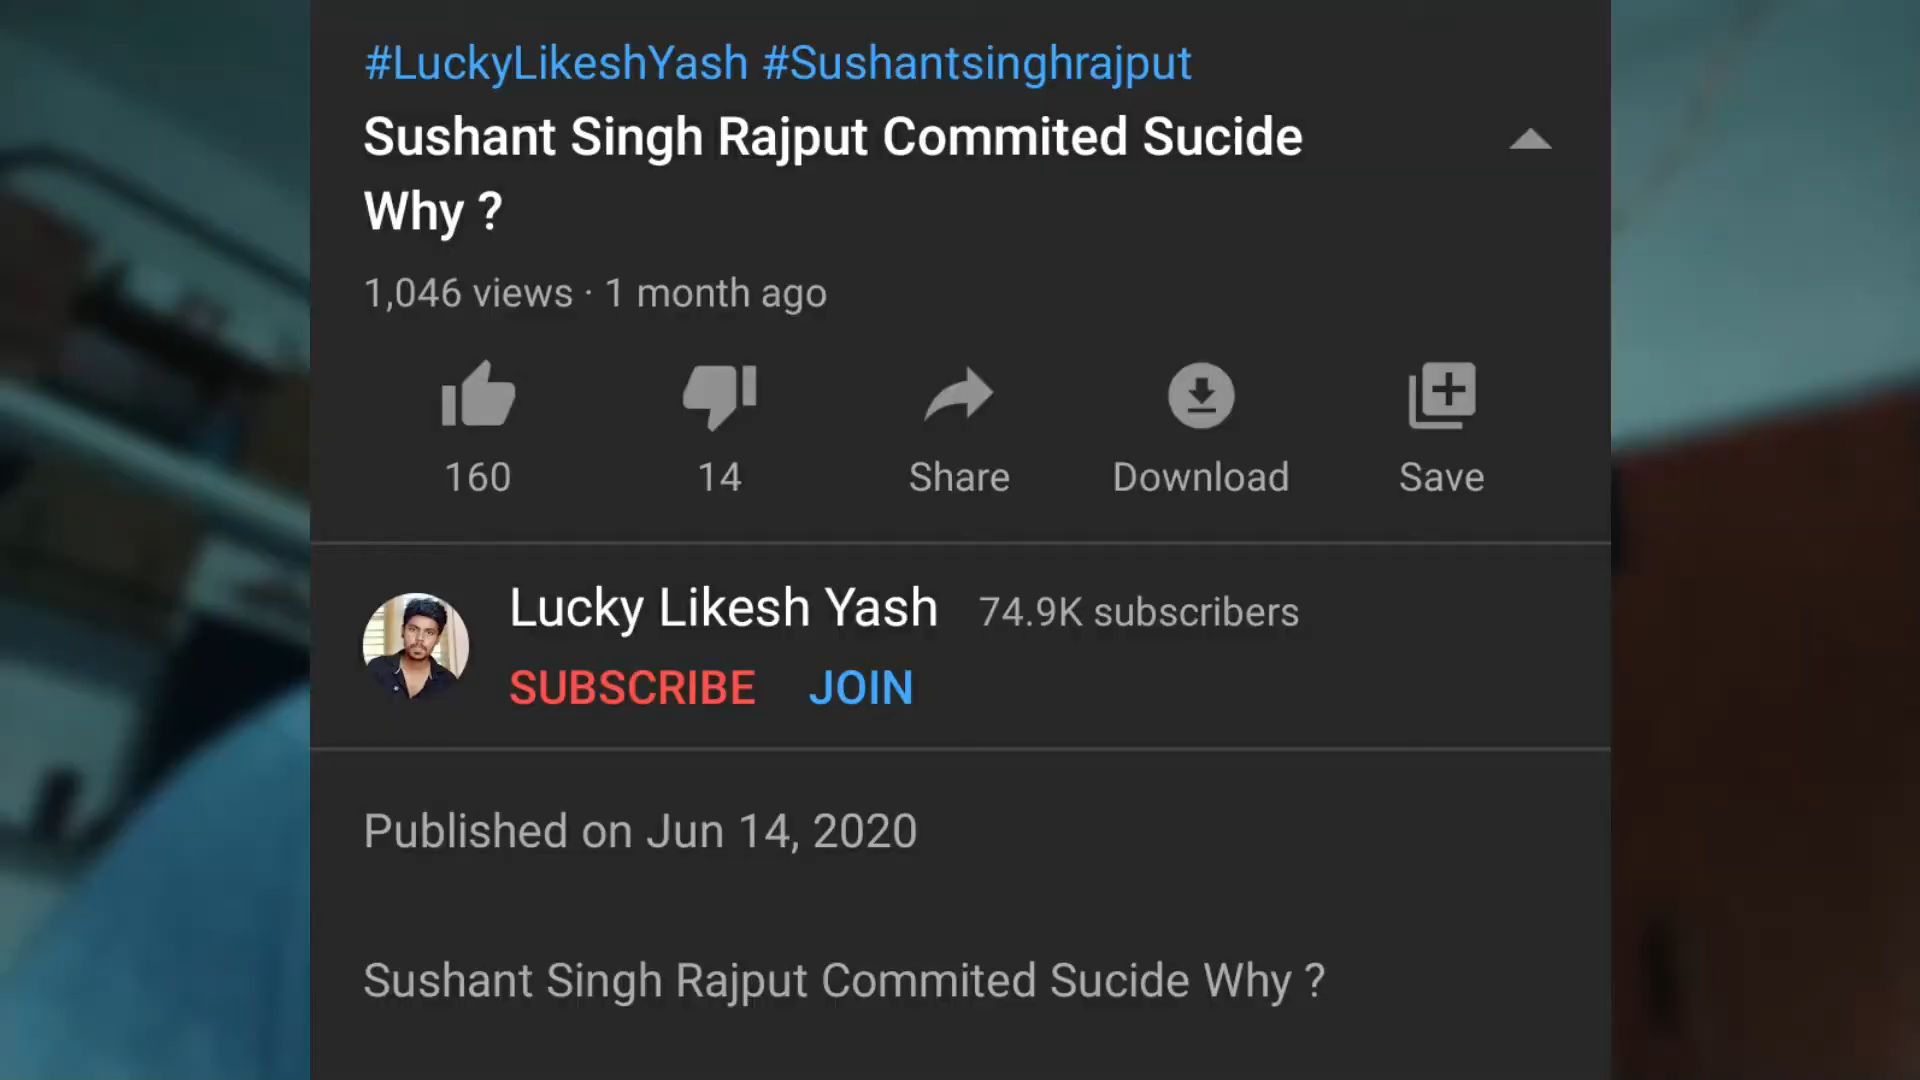 #LuckyLikeshYash #Sushantsinghrajput
Sushant Singh Rajput Commited Sucide
Why ?
1,046 views · 1 month ago
160 14 Share Download Save
Lucky Likesh Yash 74.9K subscribers
SUBSCRIBE JOIN
Published on Jun 14, 2020
Sushant Singh Rajput Commited Sucide Why ?